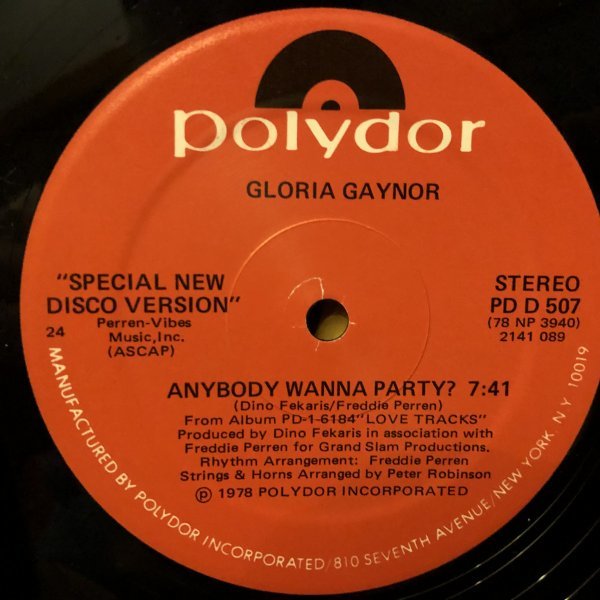 polydor
GLORIA GAYNOR
"SPECIAL NEW
DISCO VERSION"
Perren-Vibes
Music,Inc.
(ASCAP)
24
STEREO
PD D 507
(78 NP 3940)
2141 089
ANYBODY WANNA PARTY? 7:41
(Dino Fekaris/Freddie Perren)
From Album PD-1-6184"LOVE TRACKS"
Produced by Dino Fekaris in association with
Freddie Perren for Grand Slam Productions.
Rhythm Arrangement: Freddie Perren
Strings & Horns Arranged by Peter Robinson
℗ 1978 POLYDOR INCORPORATED
MANUFACTURED BY POLYDOR INCORPORATED/810 SEVENTH AVENUE/NEW YORK, N.Y. 10019